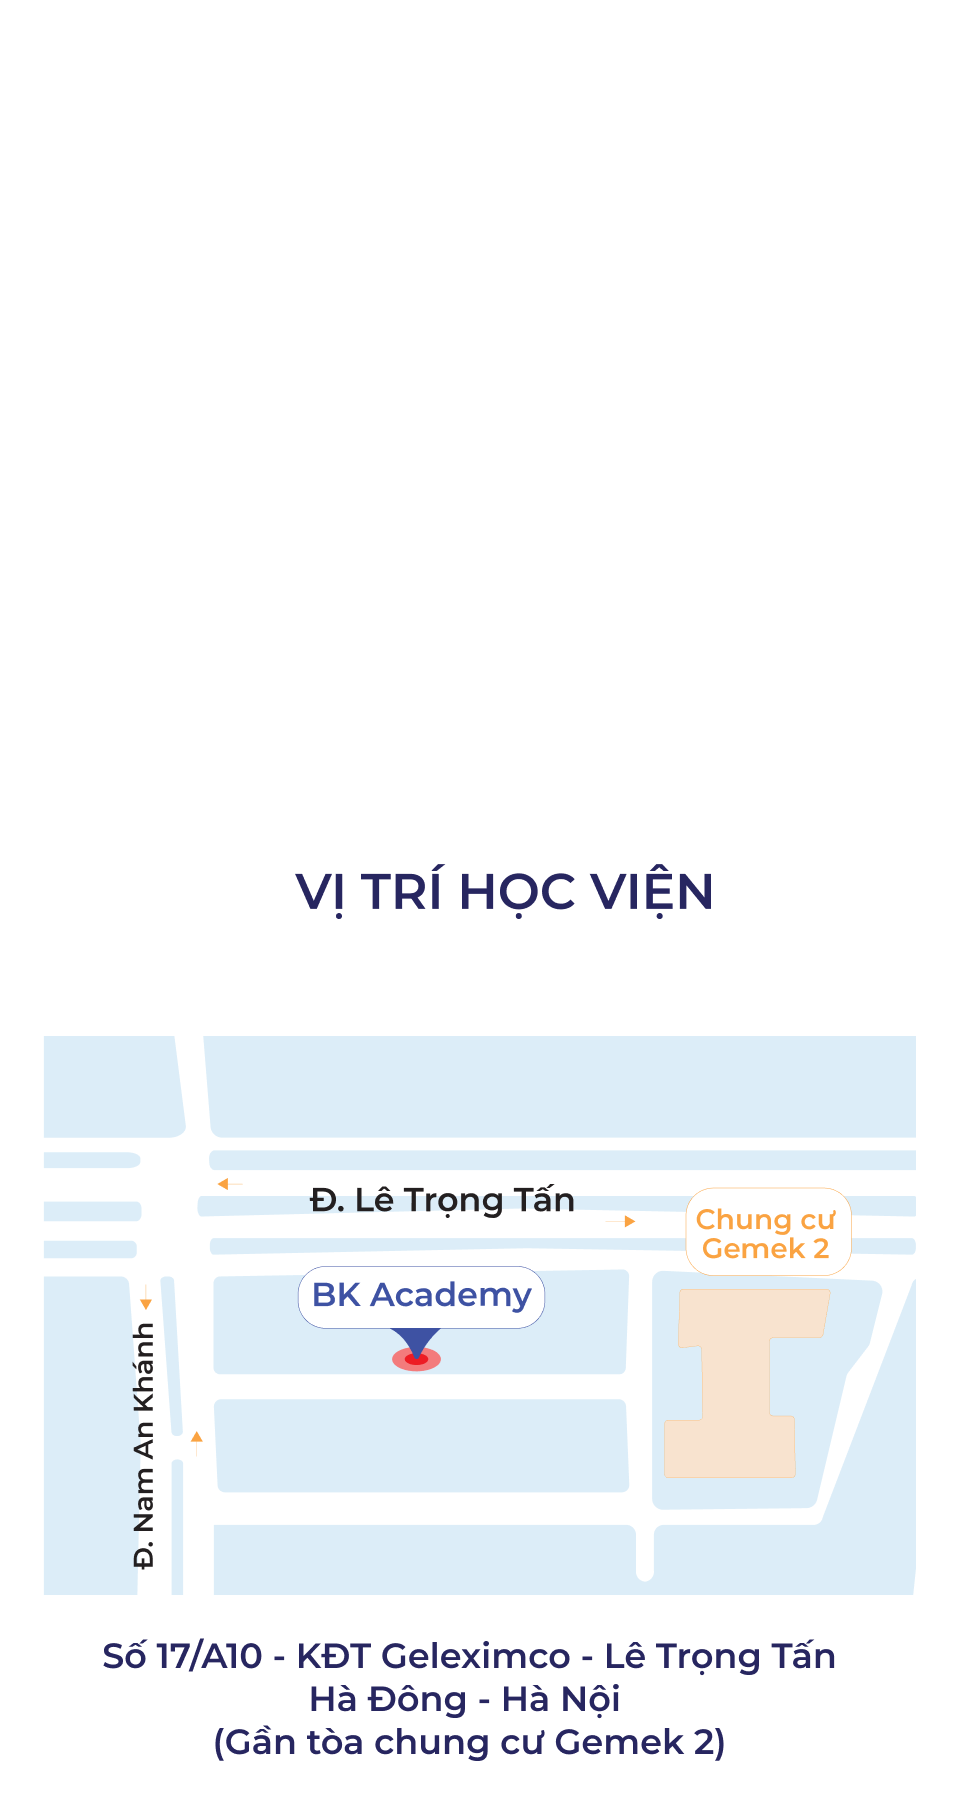 VỊ TRÍ HỌC VIỆN
Đ. Lê Trọng Tấn
Chung cư
Gemek 2
BK Academy
Đ. Nam An Khánh
Số 17/A10 - KĐT Geleximco - Lê Trọng Tấn
Hà Đông - Hà Nội
(Gần tòa chung cư Gemek 2)